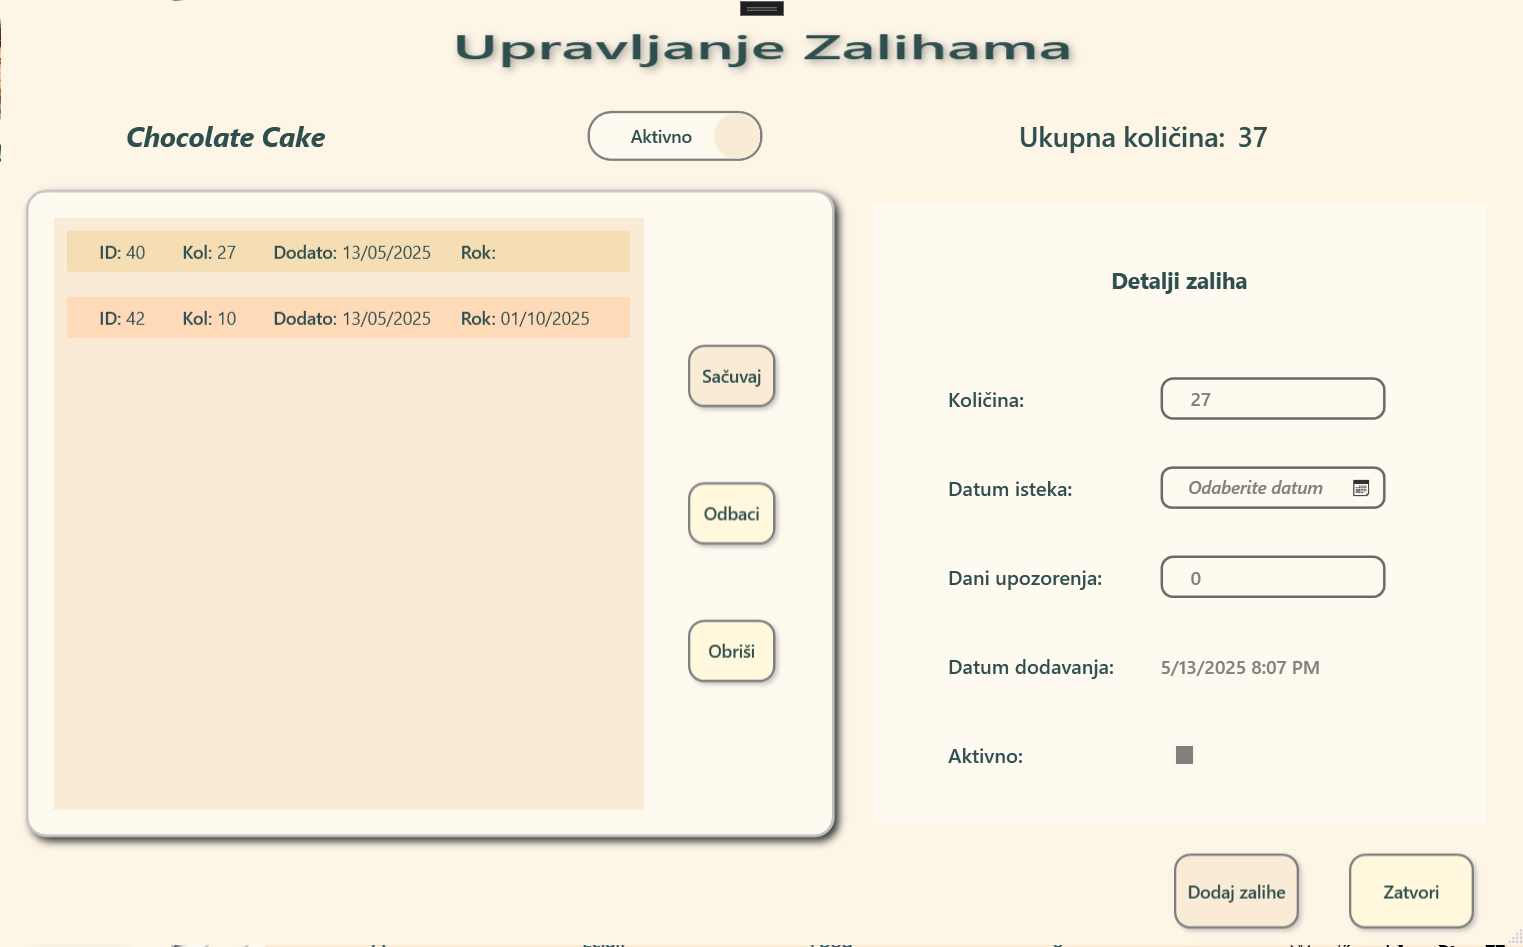 Upravljanje Zalihama
Chocolate Cake
Aktivno
Ukupna količina: 37
ID: 40 Kol: 27 Dodato: 13/05/2025 Rok:
ID: 42 Kol: 10 Dodato: 13/05/2025 Rok: 01/10/2025
Sačuvaj
Odbaci
Obriši
Detalji zaliha
Količina: 27
Datum isteka: Odaberite datum
Dani upozorenja: 0
Datum dodavanja: 5/13/2025 8:07 PM
Aktivno:
Dodaj zalihe
Zatvori